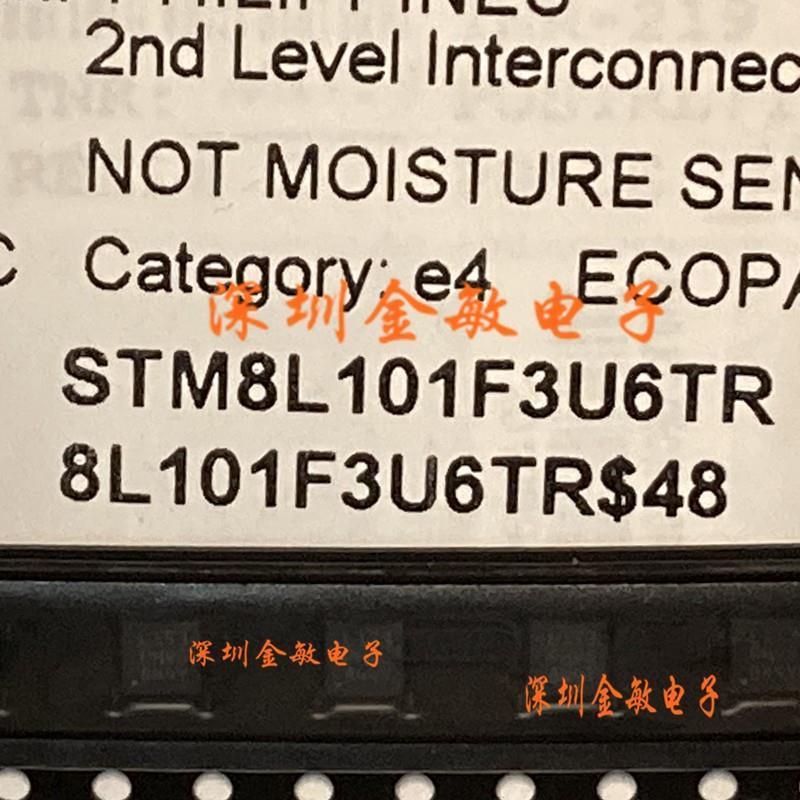 PHILIPPINES
2nd Level Interconnec
NOT MOISTURE SEN
C Category: e4 ECOPA
深圳金敏电子
STM8L101F3U6TR
8L101F3U6TR$48
深圳金敏电子
深圳金敏电子